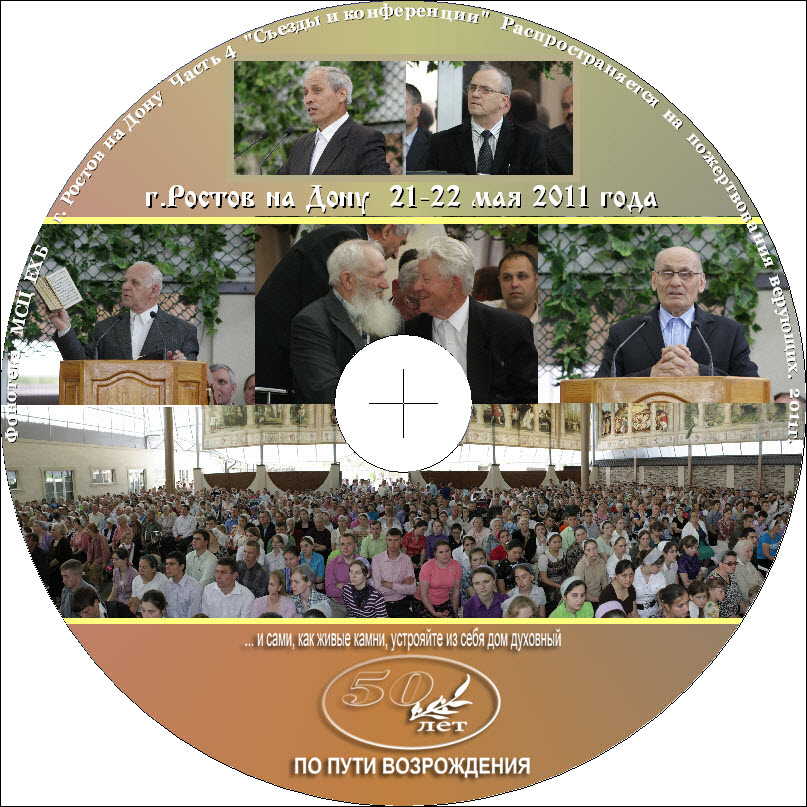 Фонотека МСЦ ЕХБ г. Ростов на Дону Часть 4 "Съезды и конференции" Распространяется на пожертвования верующих. 2011г.
г.Ростов на Дону 21-22 мая 2011 года
... и сами, как живые камни, устрояйте из себя дом духовный
50
лет
ПО ПУТИ ВОЗРОЖДЕНИЯ